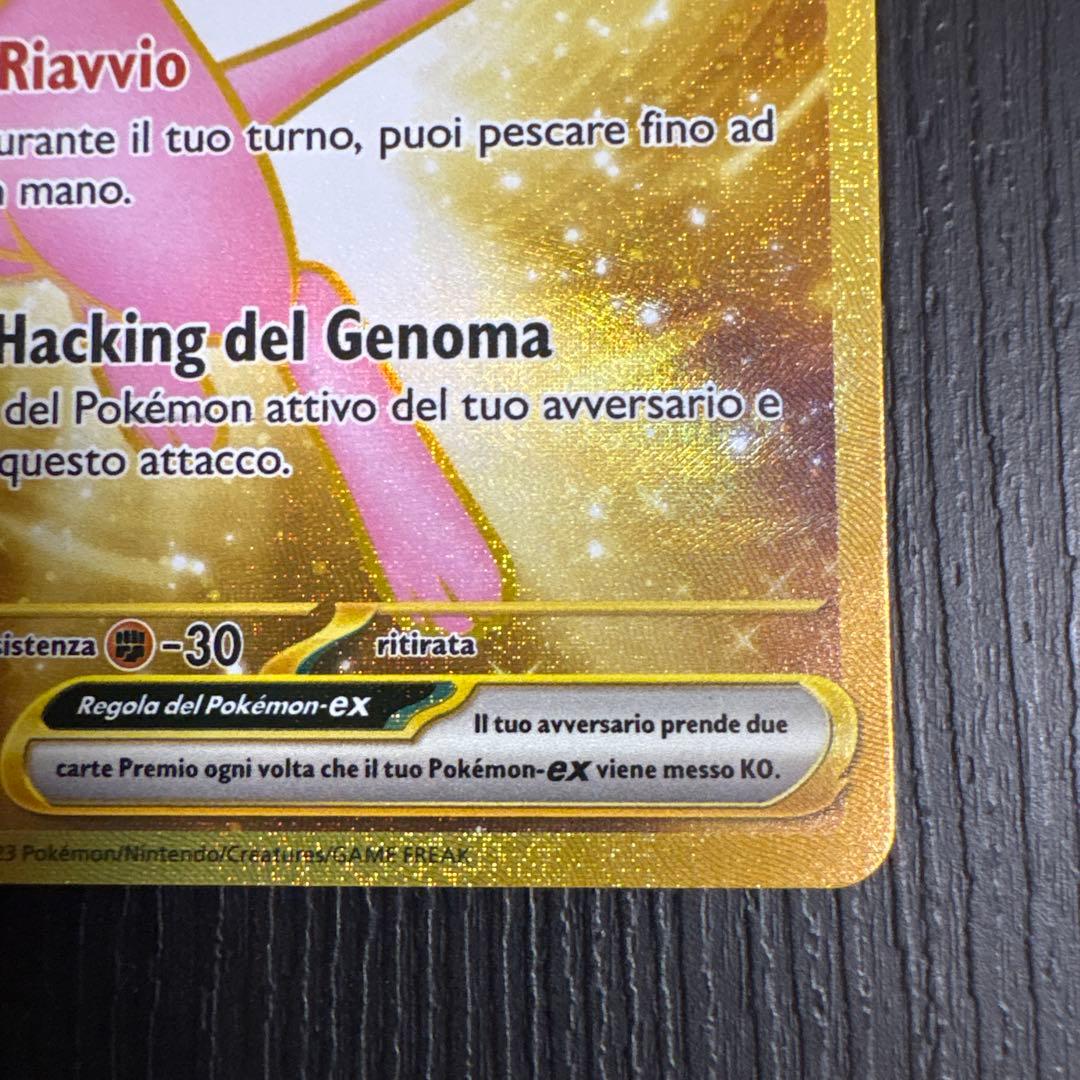 Riavvio
urante il tuo turno, puoi pescare fino ad
mano.
Hacking del Genoma
del Pokémon attivo del tuo avversario e
questo attacco.
sistenza -30 ritirata
Regola del Pokémon-ex
Il tuo avversario prende due
carte Premio ogni volta che il tuo Pokémon-ex viene messo KO.
23 Pokémon/Nintendo/Creatures/GAME FREAK